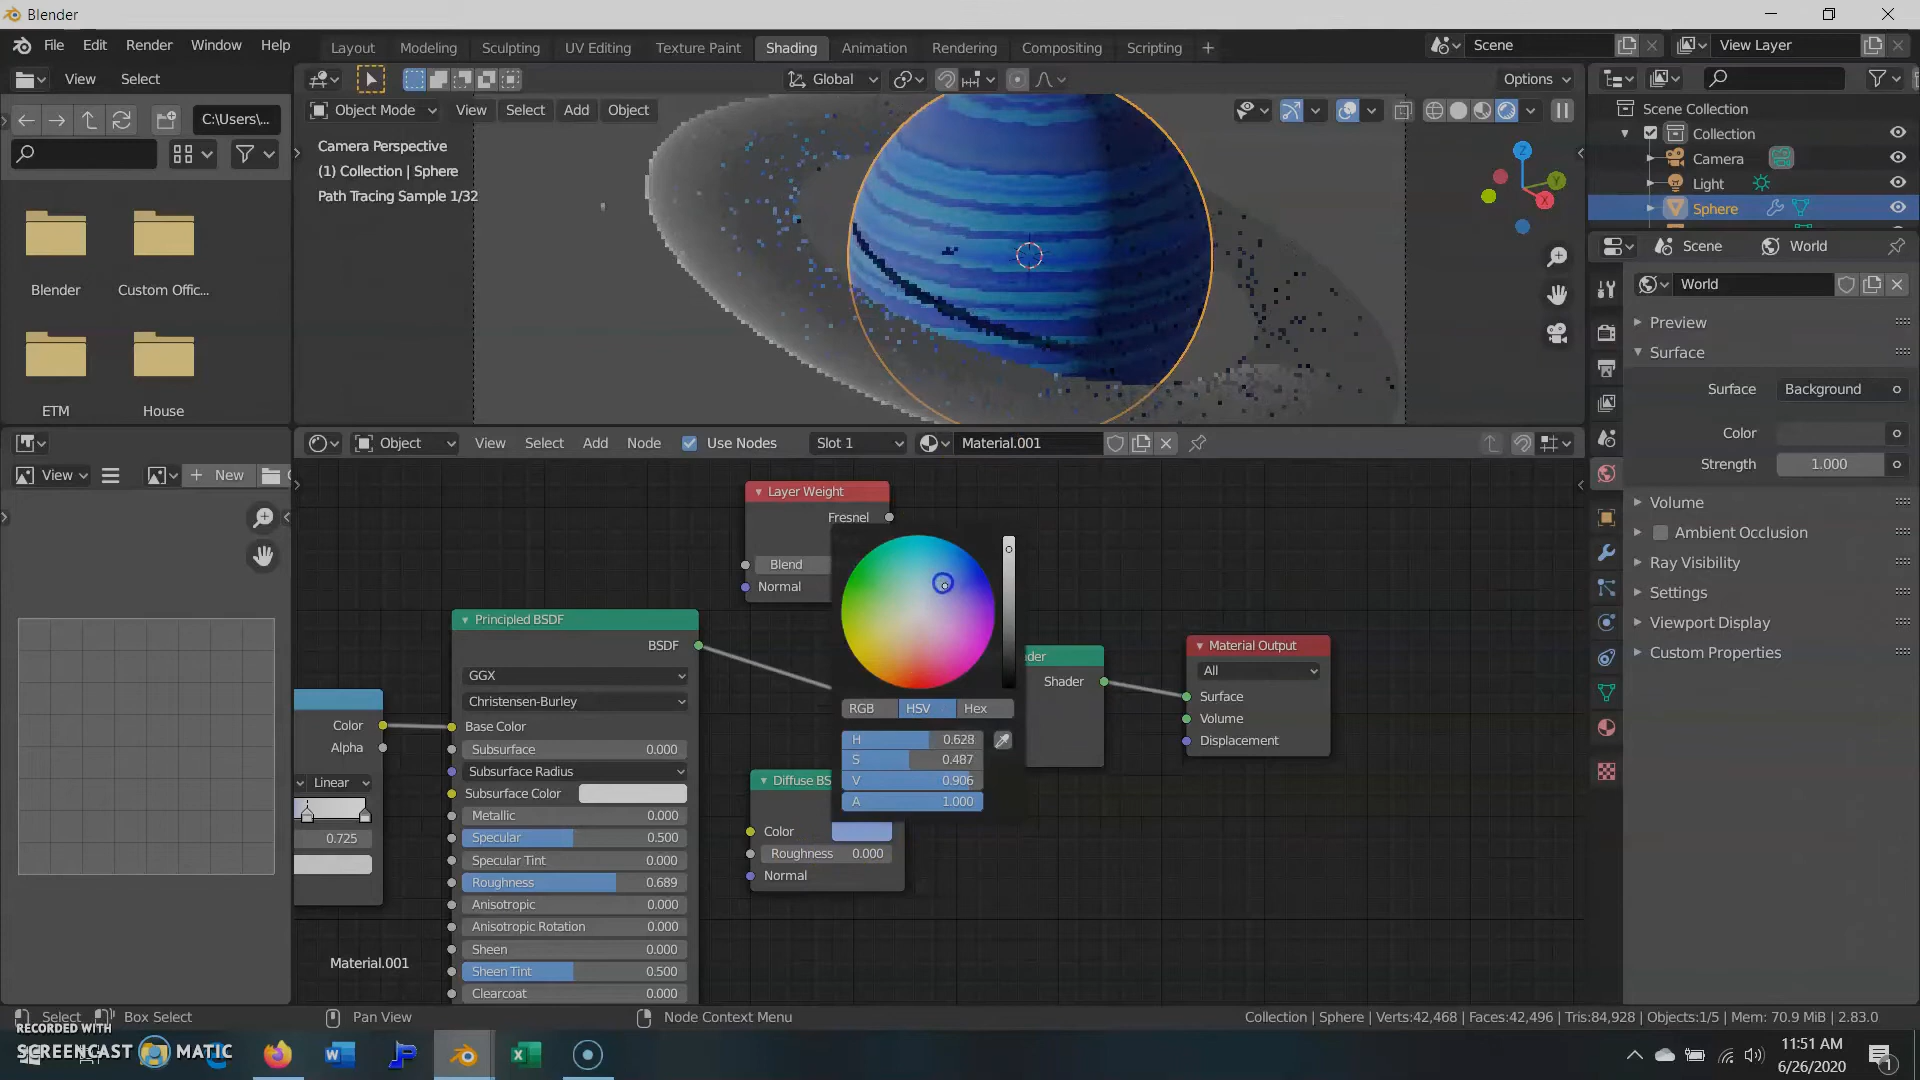 Blender
File Edit Render Window Help
Layout Modeling Sculpting UV Editing Texture Paint Shading Animation Rendering Compositing Scripting +
Scene View Layer
View Select
Global
Options
Object Mode View Select Add Object
C:\Users\...
Camera Perspective
(1) Collection | Sphere
Path Tracing Sample 1/32
Z
Y
X
Blender
Custom Offic...
ETM
House
Scene Collection
Collection
Camera
Light
Sphere
Scene World
World
Preview
Surface
Surface Background
Color
Strength 1.000
Volume
Ambient Occlusion
Ray Visibility
Settings
Viewport Display
Custom Properties
View + New
Object View Select Add Node Use Nodes Slot 1 Material.001
Layer Weight
Fresnel
Blend
Normal
RGB HSV Hex
H 0.628
S 0.487
V 0.906
A 1.000
Principled BSDF
BSDF
GGX
Christensen-Burley
Base Color
Subsurface 0.000
Subsurface Radius
Subsurface Color
Metallic 0.000
Specular 0.500
Specular Tint 0.000
Roughness 0.689
Anisotropic 0.000
Anisotropic Rotation 0.000
Sheen 0.000
Sheen Tint 0.500
Clearcoat 0.000
Color
Alpha
Linear
0.725
Diffuse BS
Color
Roughness 0.000
Normal
der
Shader
Material Output
All
Surface
Volume
Displacement
Material.001
Select Box Select Pan View Node Context Menu
Collection | Sphere | Verts:42,468 | Faces:42,496 | Tris:84,928 | Objects:1/5 | Mem: 70.9 MiB | 2.83.0
RECORDED WITH
SCREENCAST MATIC
11:51 AM
6/26/2020
1